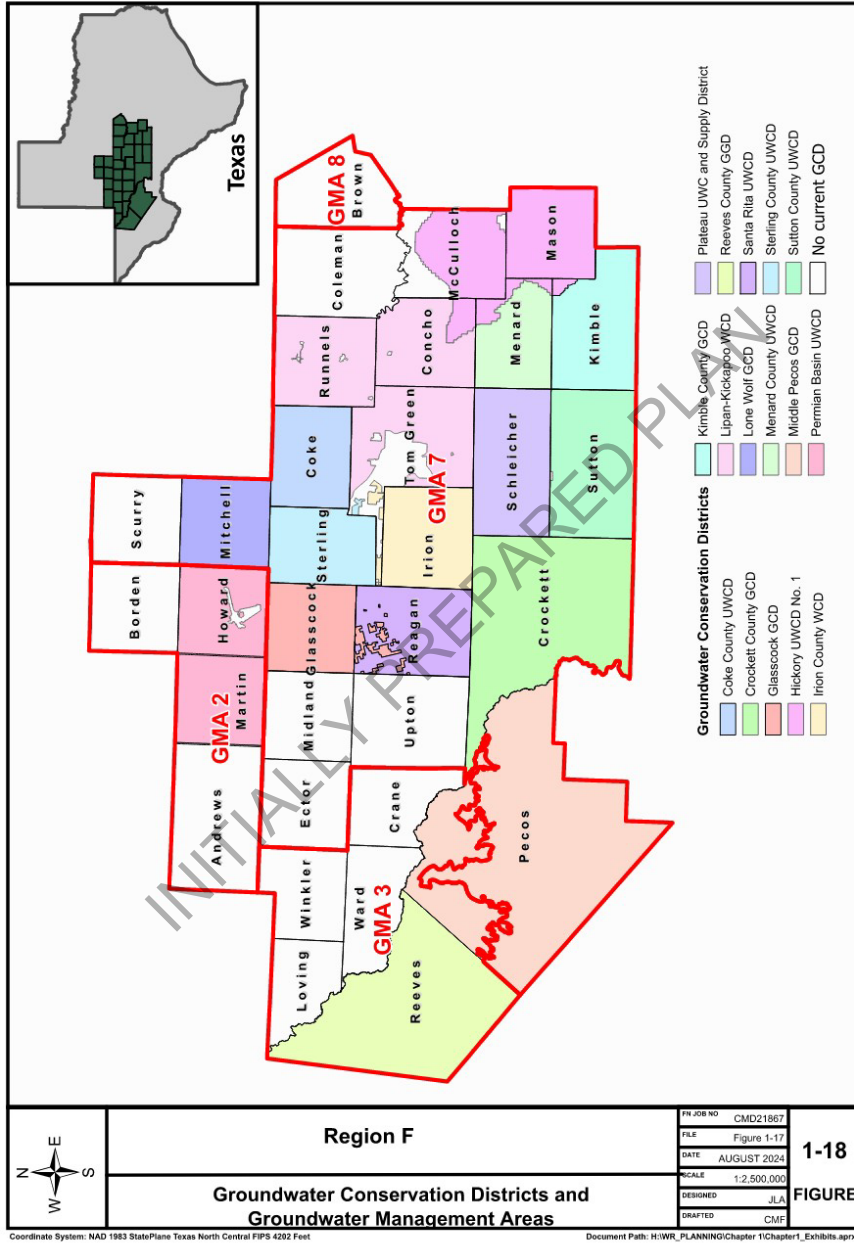 Texas
GMA 8
Brown
Coleman
McCulloch
Mason
Runnels
Concho
Menard
Kimble
Coke
Tom Green
GMA 7
Schleicher
Sutton
Scurry
Mitchell
Sterling
Irion
Crockett
Borden
Howard
Glasscock
Reagan
GMA 2
Martin
Midland
Upton
Andrews
Ector
Crane
Pecos
Winkler
Ward
GMA 3
Loving
Reeves
INITIALLY PREPARED PLAN
Groundwater Conservation Districts
Coke County UWCD
Crockett County GCD
Glasscock GCD
Hickory UWCD No. 1
Irion County WCD
Kimble County GCD
Lipan-Kickapoo WCD
Lone Wolf GCD
Menard County UWCD
Middle Pecos GCD
Permian Basin UWCD
Plateau UWC and Supply District
Reeves County GGD
Santa Rita UWCD
Sterling County UWCD
Sutton County UWCD
No current GCD
N
E
W
S
Region F
Groundwater Conservation Districts and
Groundwater Management Areas
FN JOB NO CMD21867
FILE Figure 1-17
DATE AUGUST 2024
SCALE 1:2,500,000
DESIGNED JLA
DRAFTED CMF
1-18
FIGURE
Coordinate System: NAD 1983 StatePlane Texas North Central FIPS 4202 Feet
Document Path: H:\WR_PLANNING\Chapter 1\Chapter1_Exhibits.aprx